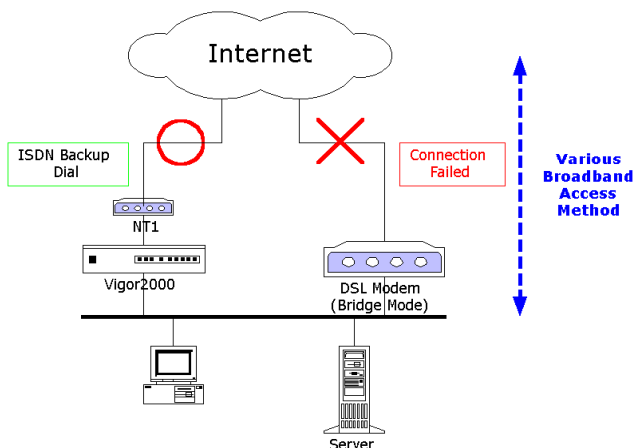 Internet
ISDN Backup
Dial
Connection
Failed
Various
Broadband
Access
Method
NT1
Vigor2000
DSL Modem
(Bridge Mode)
Server